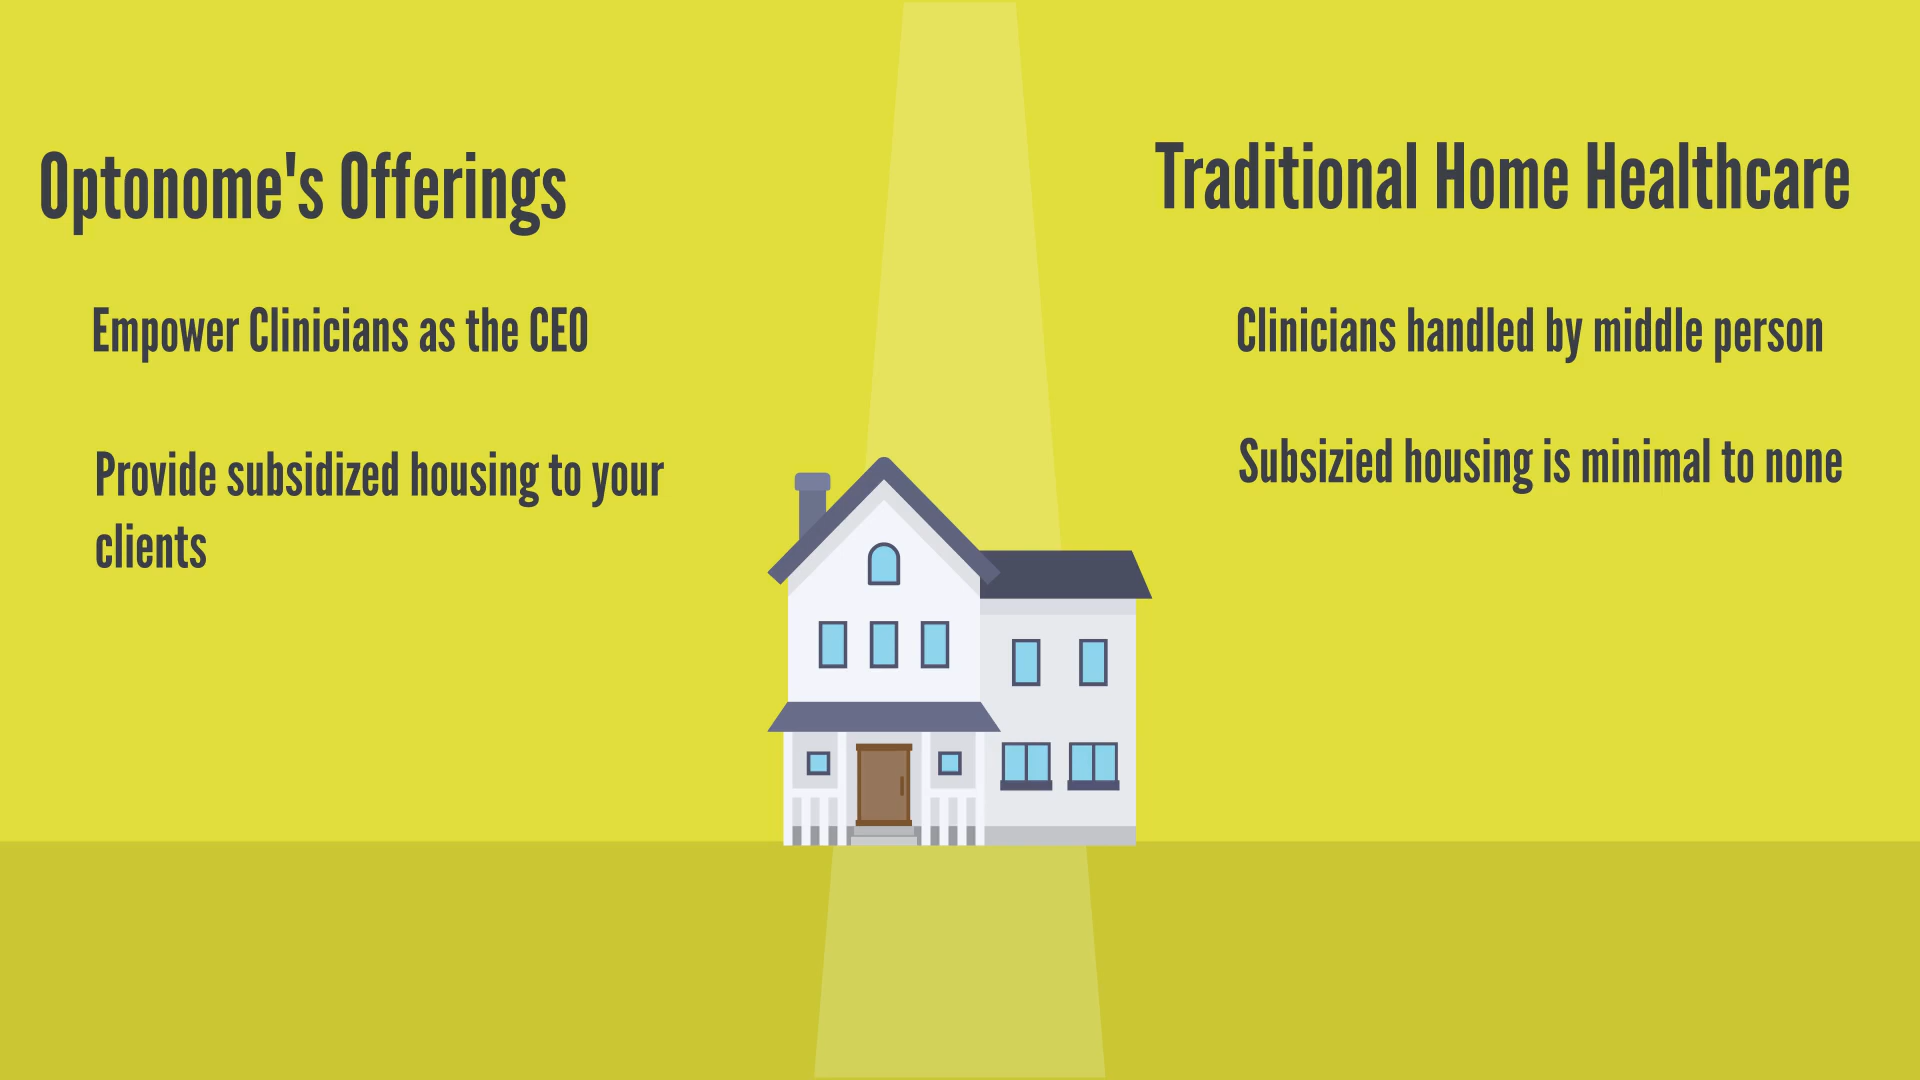 Optonome's Offerings
Empower Clinicians as the CEO
Provide subsidized housing to your
clients
Traditional Home Healthcare
Clinicians handled by middle person
Subsizied housing is minimal to none